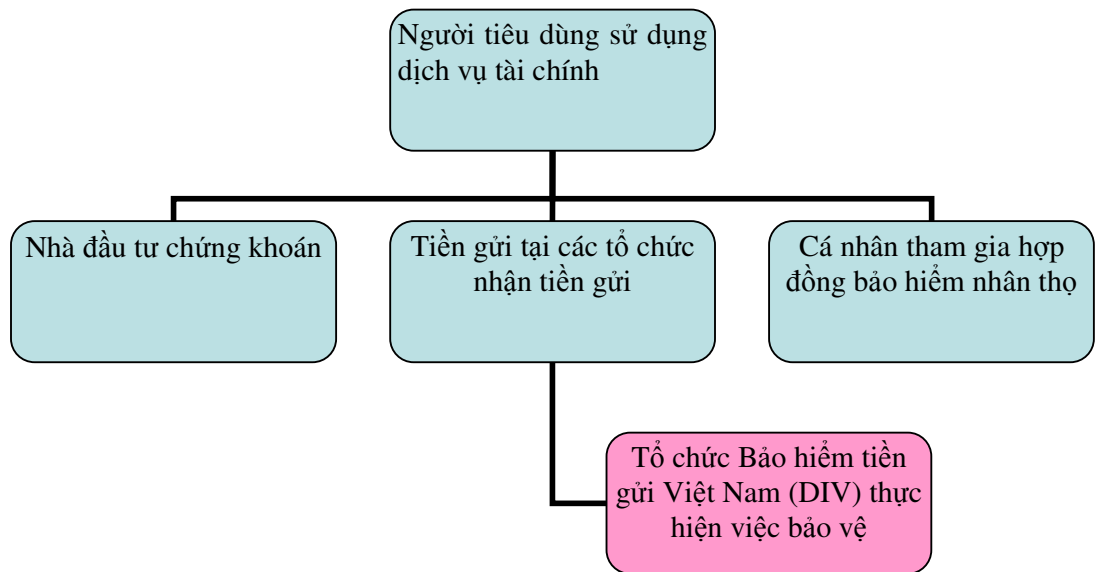 Người tiêu dùng sử dụng
dịch vụ tài chính
Nhà đầu tư chứng khoán
Tiền gửi tại các tổ chức
nhận tiền gửi
Cá nhân tham gia hợp
đồng bảo hiểm nhân thọ
Tổ chức Bảo hiểm tiền
gửi Việt Nam (DIV) thực
hiện việc bảo vệ